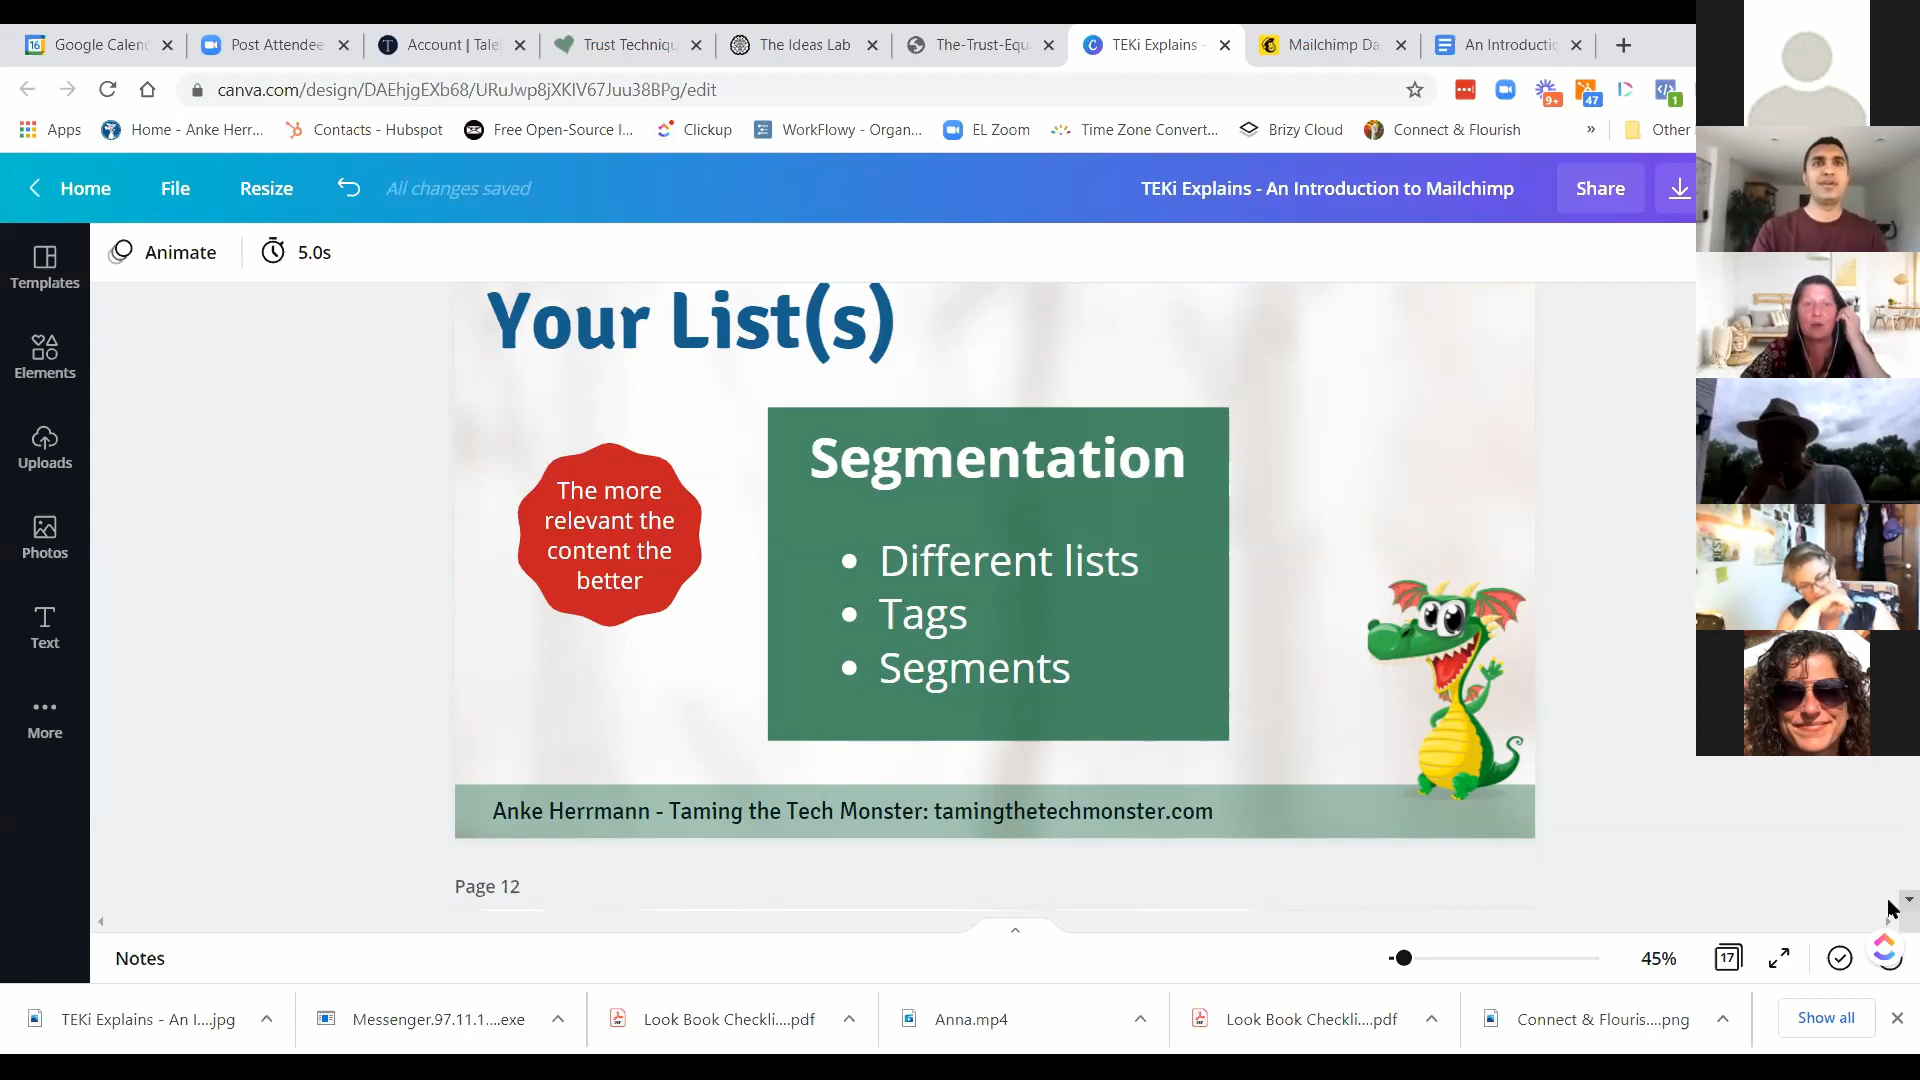 Google Calen
Post Attendee
Account | Tale
Trust Techniqu
The Ideas Lab
The-Trust-Equ
TEKi Explains -
Mailchimp Da
An Introductio
canva.com/design/DAEhjgEXb68/URuJwp8jXKlV67Juu38BPg/edit
9+
47
1
Apps
Home - Anke Herr...
Contacts - Hubspot
Free Open-Source I...
Clickup
WorkFlowy - Organ...
EL Zoom
Time Zone Convert...
Brizy Cloud
Connect & Flourish
»
Other
Home
File
Resize
All changes saved
TEKi Explains - An Introduction to Mailchimp
Share
Animate
5.0s
Templates
Elements
Uploads
Photos
Text
More
Your List(s)
The more
relevant the
content the
better
Segmentation
• Different lists
• Tags
• Segments
Anke Herrmann - Taming the Tech Monster: tamingthetechmonster.com
Page 12
Notes
45%
17
TEKi Explains - An I....jpg
Messenger.97.11.1....exe
Look Book Checkli....pdf
Anna.mp4
Look Book Checkli....pdf
Connect & Flouris....png
Show all